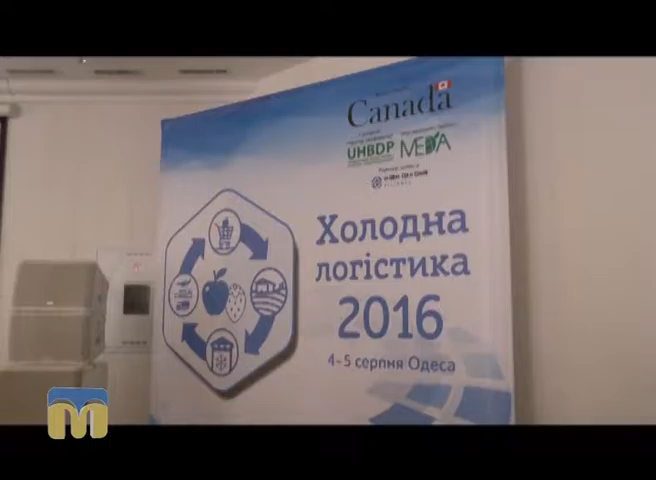 Canada
UHBDP
MEDA
Холодна
логістика
2016
4-5 серпня Одеса